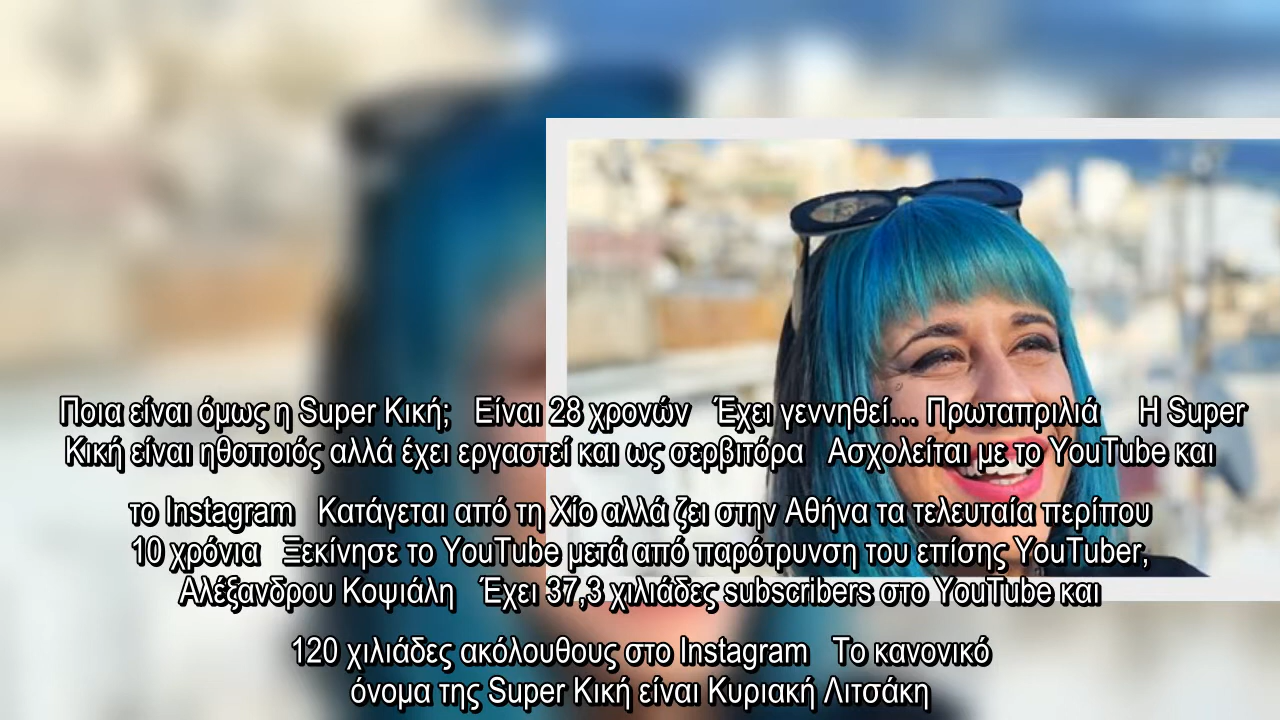 Ποια είναι όμως η Super Κική; Είναι 28 χρονών Έχει γεννηθεί... Πρωταπριλιά Η Super
Κική είναι ηθοποιός αλλά έχει εργαστεί και ως σερβιτόρα Ασχολείται με το YouTube και
το Instagram Κατάγεται από τη Χίο αλλά ζει στην Αθήνα τα τελευταία περίπου
10 χρόνια Ξεκίνησε το YouTube μετά από παρότρυνση του επίσης YouTuber,
Αλέξανδρου Κοψιάλη Έχει 37,3 χιλιάδες subscribers στο YouTube και
120 χιλιάδες ακόλουθους στο Instagram Το κανονικό
όνομα της Super Κική είναι Κυριακή Λιτσάκη